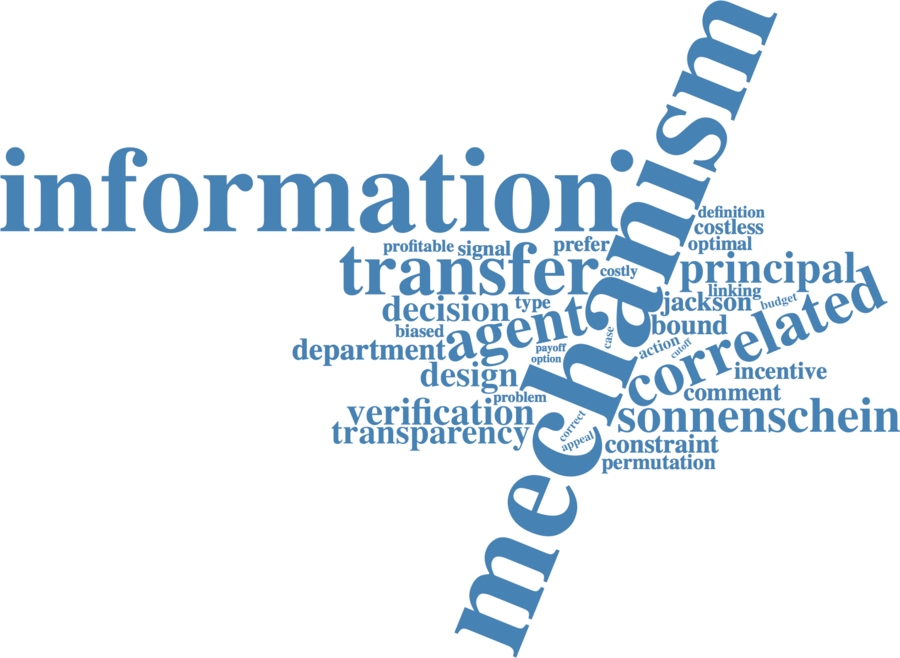 mechanism
information
definition
costless
profitable
signal
prefer
optimal
transfer
costly
principal
linking
decision
type
jackson
budget
biased
agent
bound
correlated
department
payoff
case
action
cutoff
option
design
incentive
problem
comment
verification
correct
sonnenschein
transparency
appeal
constraint
permutation